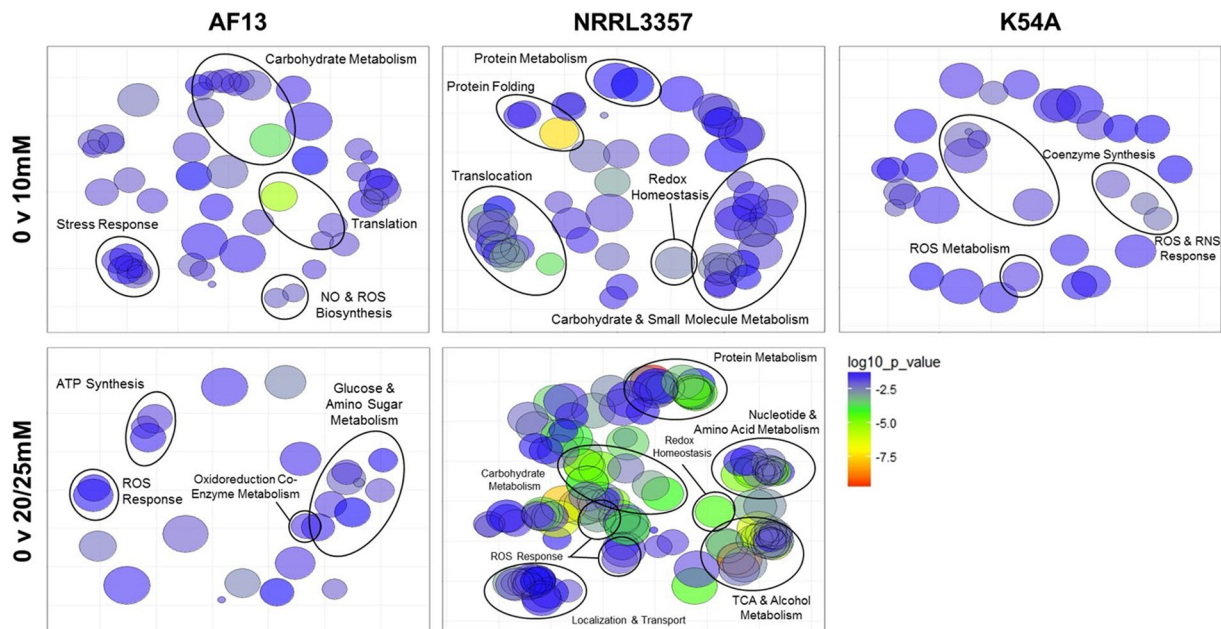 AF13
NRRL3357
K54A
0 v 10mM
Carbohydrate Metabolism
Stress Response
Translation
NO & ROS
Biosynthesis
Protein Metabolism
Protein Folding
Translocation
Redox
Homeostasis
Carbohydrate & Small Molecule Metabolism
Coenzyme Synthesis
ROS Metabolism
ROS & RNS
Response
0 v 20/25mM
ATP Synthesis
Glucose &
Amino Sugar
Metabolism
ROS
Response
Oxidoreduction Co-
Enzyme Metabolism
Protein Metabolism
Nucleotide &
Amino Acid Metabolism
Redox
Homeostasis
Carbohydrate
Metabolism
ROS Response
TCA & Alcohol
Metabolism
Localization & Transport
log10_p_value
-2.5
-5.0
-7.5